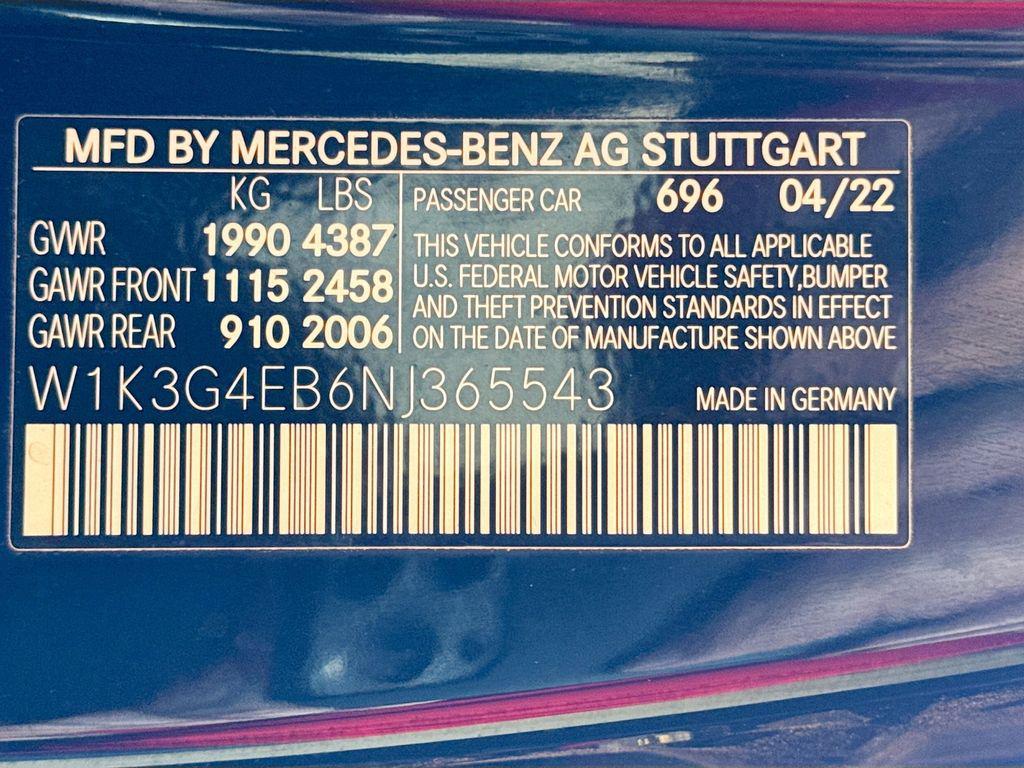 MFD BY MERCEDES-BENZ AG STUTTGART
KG LBS
GVWR 1990 4387
GAWR FRONT 1115 2458
GAWR REAR 910 2006
PASSENGER CAR 696 04/22
THIS VEHICLE CONFORMS TO ALL APPLICABLE
U.S. FEDERAL MOTOR VEHICLE SAFETY,BUMPER
AND THEFT PREVENTION STANDARDS IN EFFECT
ON THE DATE OF MANUFACTURE SHOWN ABOVE
W1K3G4EB6NJ365543
MADE IN GERMANY